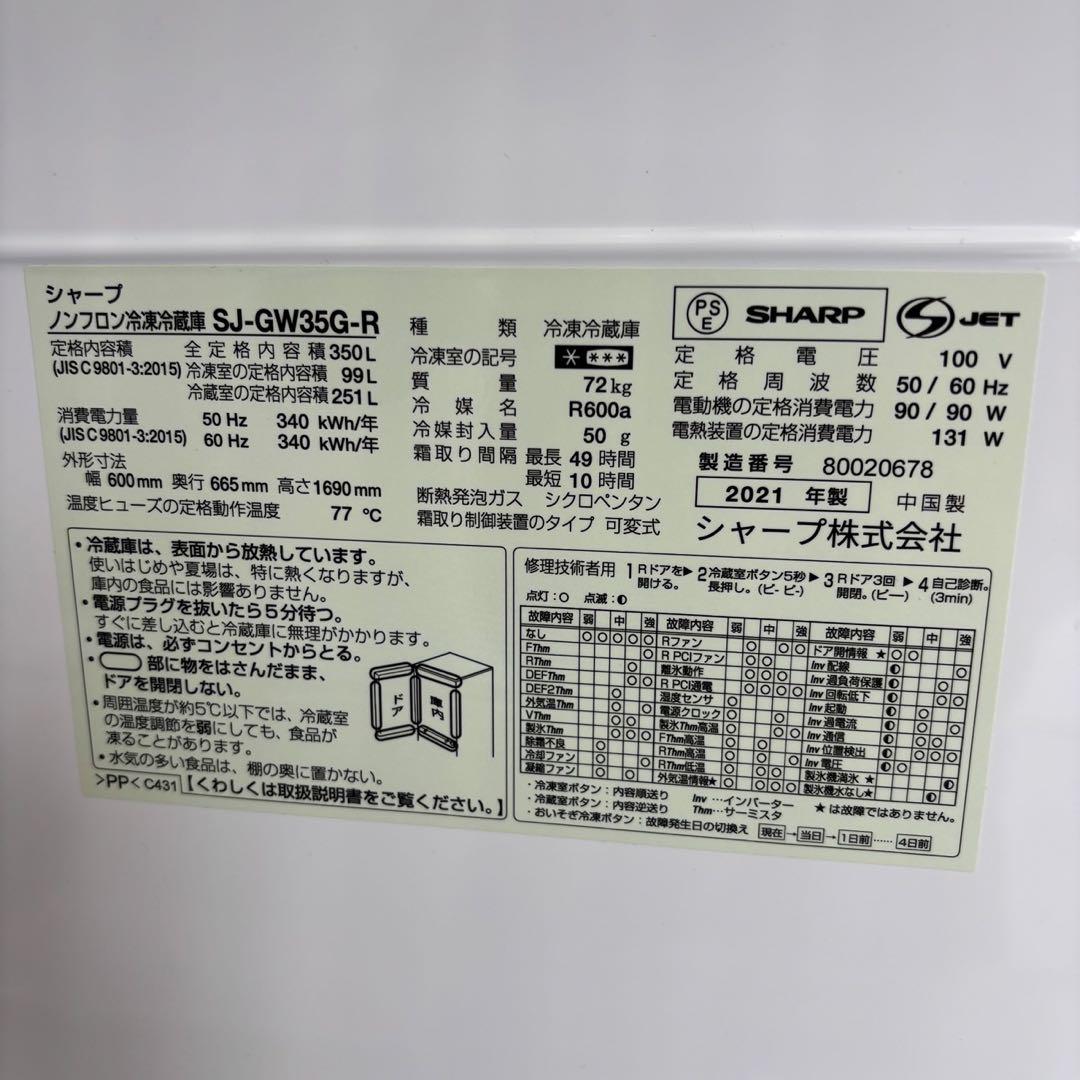 シャープ
ノンフロン冷凍冷蔵庫 SJ-GW35G-R
定格内容積 全定格内容積 350 L
(JIS C 9801-3:2015) 冷凍室の定格内容積 99 L
冷蔵室の定格内容積 251 L
消費電力量 50 Hz 340 kWh/年
(JIS C 9801-3:2015) 60 Hz 340 kWh/年
外形寸法
幅 600mm 奥行 665mm 高さ1690mm
温度ヒューズの定格動作温度 77 ℃
種類 冷凍冷蔵庫
冷凍室の記号 * ***
質量 72kg
冷媒名 R600a
冷媒封入量 50 g
霜取り間隔 最長 49 時間
最短 10 時間
断熱発泡ガス シクロペンタン
霜取り制御装置のタイプ 可変式
PSE SHARP JET
定格電圧 100 V
定格周波数 50 / 60 Hz
電動機の定格消費電力 90 / 90 W
電熱装置の定格消費電力 131 W
製造番号 80020678
2021 年製 中国製
シャープ株式会社
・冷蔵庫は、表面から放熱しています。
使いはじめや夏場は、特に熱くなりますが、
庫内の食品には影響ありません。
・電源プラグを抜いたら5分待つ。
すぐに差し込むと冷蔵庫に無理がかかります。
・電源は、必ずコンセントからとる。
・ 部に物をはさんだまま、
ドアを開閉しない。
・周囲温度が約5℃以下では、冷蔵室
の温度調節を弱にしても、食品が
凍ることがあります。
・水気の多い食品は、棚の奥に置かない。
ドア 庫内
>PP< C431 【くわしくは取扱説明書をご覧ください。】
修理技術者用 1 Rドアを開ける。▶ 2 冷蔵室ボタン5秒長押し。(ピ- ピ-) ▶ 3 Rドア3回開閉。(ピー) ▶ 4 自己診断。(3min)
点灯:○ 点滅:◐
故障内容 弱 中 強 故障内容 弱 中 強 故障内容 弱 中 強
なし ○ ○ ○ ○ ○
FThm
RThm
DEFThm
DEF2Thm
外気温Thm
VThm
製氷Thm
除霜不良
冷却ファン
凝縮ファン
Rファン
R PCIファン
離氷動作
R PCI通電
湿度センサ
電源クロック
製氷Thm高温
FThm高温
RThm高温
RThm低温
外気温情報★
ドア開情報 ★
Inv 配線
Inv 過負荷保護
Inv 回転低下
Inv 起動
Inv 過電流
Inv 通信
Inv 位置検出
Inv 電圧
製氷機満氷 ★
製氷機水なし★
・冷凍室ボタン:内容順送り Inv …インバーター ★は故障ではありません。
・冷蔵室ボタン:内容逆送り Thm…サーミスタ
・おいそぎ冷凍ボタン:故障発生日の切換え 現在→当日→1日前……4日前